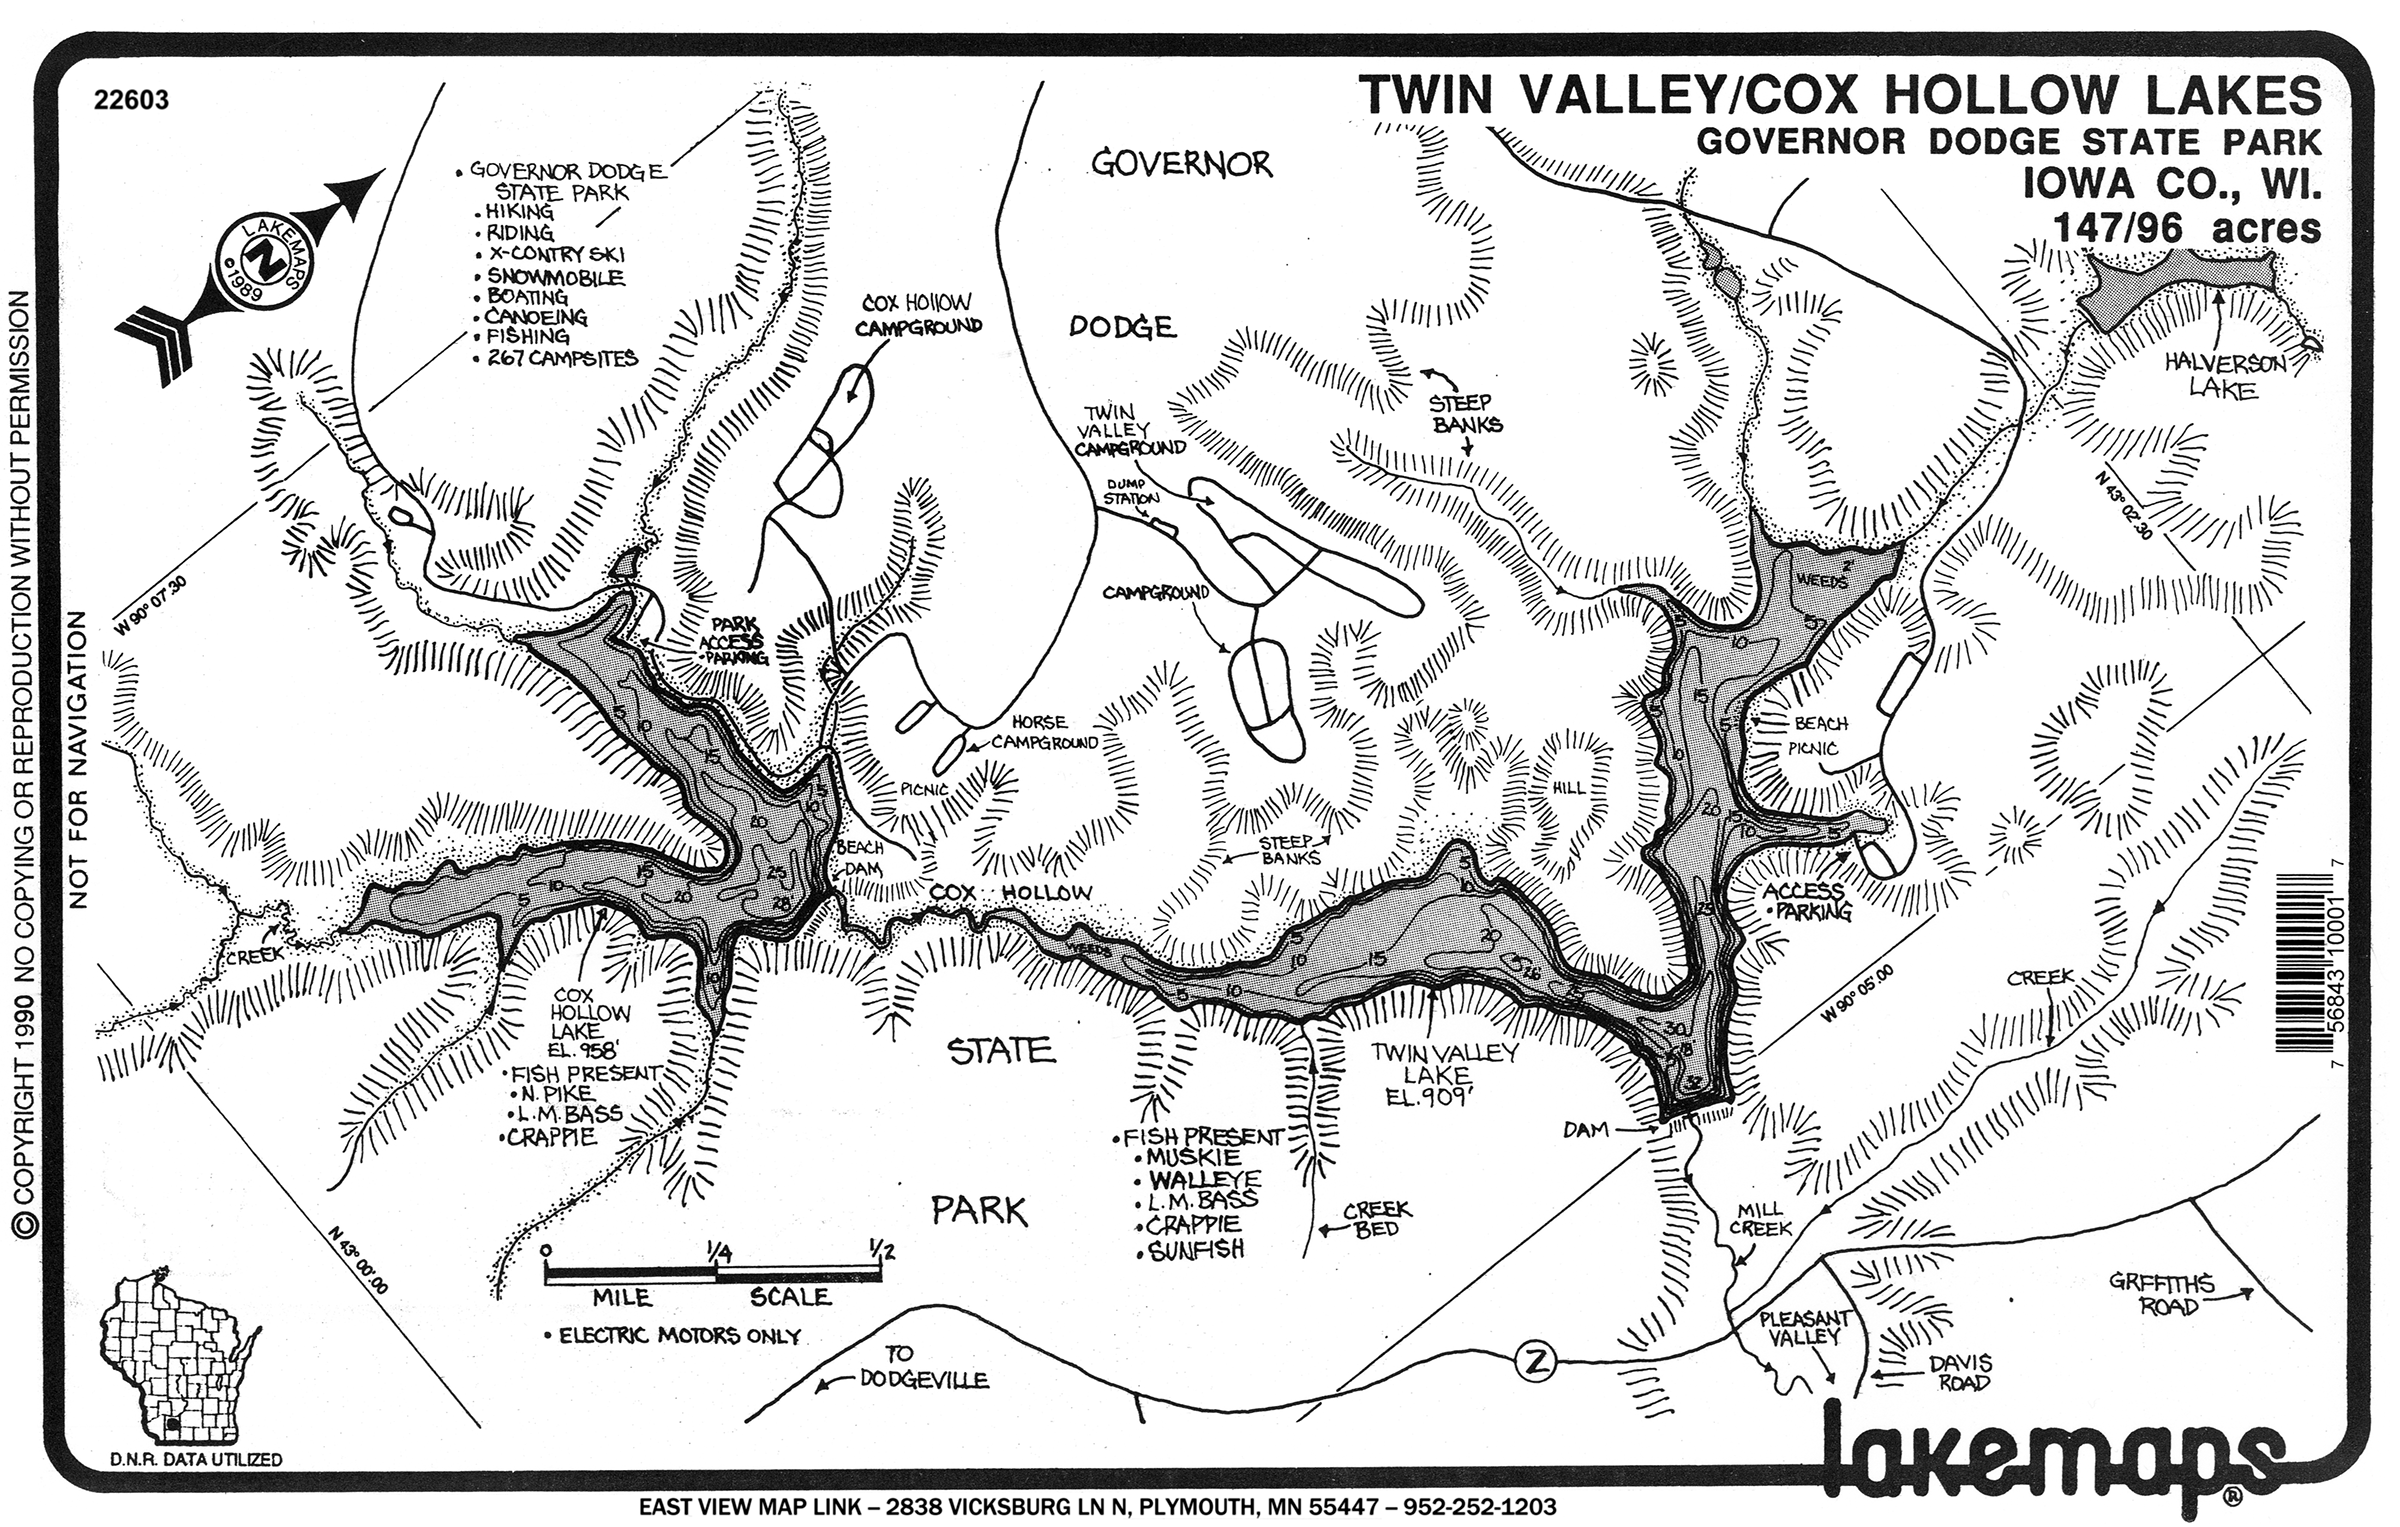 22603
TWIN VALLEY/COX HOLLOW LAKES
GOVERNOR DODGE STATE PARK
IOWA CO., WI.
147/96 acres
LAKEMAPS
N
©1989
• GOVERNOR DODGE
STATE PARK
• HIKING
• RIDING
• X-CONTRY SKI
• SNOWMOBILE
• BOATING
• CANOEING
• FISHING
• 267 CAMPSITES
GOVERNOR
DODGE
COX HOLLOW
CAMPGROUND
TWIN
VALLEY
CAMPGROUND
DUMP
STATION
CAMPGROUND
STEEP
BANKS
HALVERSON
LAKE
N 43° 02.30
W 90° 07.30
PARK
ACCESS
• PARKING
HORSE
CAMPGROUND
PICNIC
BEACH
DAM
WEEDS
2'
10
5
15
5
5
10
20
15
10
5
25
BEACH
PICNIC
HILL
STEEP
BANKS
ACCESS
• PARKING
5
10
15
20
5
10
25
28
15
20
10
5
10
COX HOLLOW
WEEDS
5
10
5
10
15
20
5
10
25
26
25
30
32
CREEK
CREEK
W 90° 05.00
COX
HOLLOW
LAKE
EL. 958'
• FISH PRESENT
• N. PIKE
• L.M. BASS
• CRAPPIE
STATE
PARK
TWIN VALLEY
LAKE
EL. 909'
• FISH PRESENT
• MUSKIE
• WALLEYE
• L.M. BASS
• CRAPPIE
• SUNFISH
CREEK
BED
DAM
MILL
CREEK
N 43° 00'.00
0 1/4 1/2
MILE SCALE
• ELECTRIC MOTORS ONLY
TO
DODGEVILLE
Z
PLEASANT
VALLEY
DAVIS
ROAD
GRFFITHS
ROAD
D.N.R. DATA UTILIZED
lakemaps®
7 56843 10001 7
NOT FOR NAVIGATION
© COPYRIGHT 1990 NO COPYING OR REPRODUCTION WITHOUT PERMISSION
EAST VIEW MAP LINK – 2838 VICKSBURG LN N, PLYMOUTH, MN 55447 – 952-252-1203